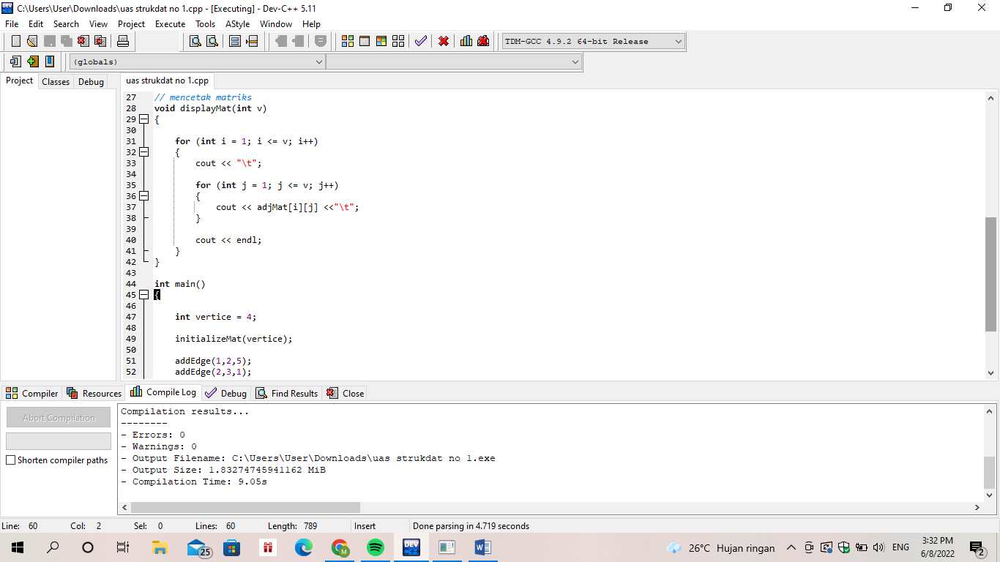 C:\Users\User\Downloads\uas strukdat no 1.cpp - [Executing] - Dev-C++ 5.11
File Edit Search View Project Execute Tools AStyle Window Help
TDM-GCC 4.9.2 64-bit Release
(globals)
Project Classes Debug
uas strukdat no 1.cpp
27 // mencetak matriks
28 void displayMat(int v)
29 {
30
31 for (int i = 1; i <= v; i++)
32 {
33 cout << "\t";
34
35 for (int j = 1; j <= v; j++)
36 {
37 cout << adjMat[i][j] <<"\t";
38 }
39
40 cout << endl;
41 }
42 }
43
44 int main()
45 {
46
47 int vertice = 4;
48
49 initializeMat(vertice);
50
51 addEdge(1,2,5);
52 addEdge(2,3,1);
Compiler Resources Compile Log Debug Find Results Close
Abort Compilation
Shorten compiler paths
Compilation results...
--------
- Errors: 0
- Warnings: 0
- Output Filename: C:\Users\User\Downloads\uas strukdat no 1.exe
- Output Size: 1.83274745941162 MiB
- Compilation Time: 9.05s
Line: 60 Col: 2 Sel: 0 Lines: 60 Length: 789 Insert Done parsing in 4.719 seconds
25
M
DEV
26°C Hujan ringan
ENG
3:32 PM
6/8/2022
2